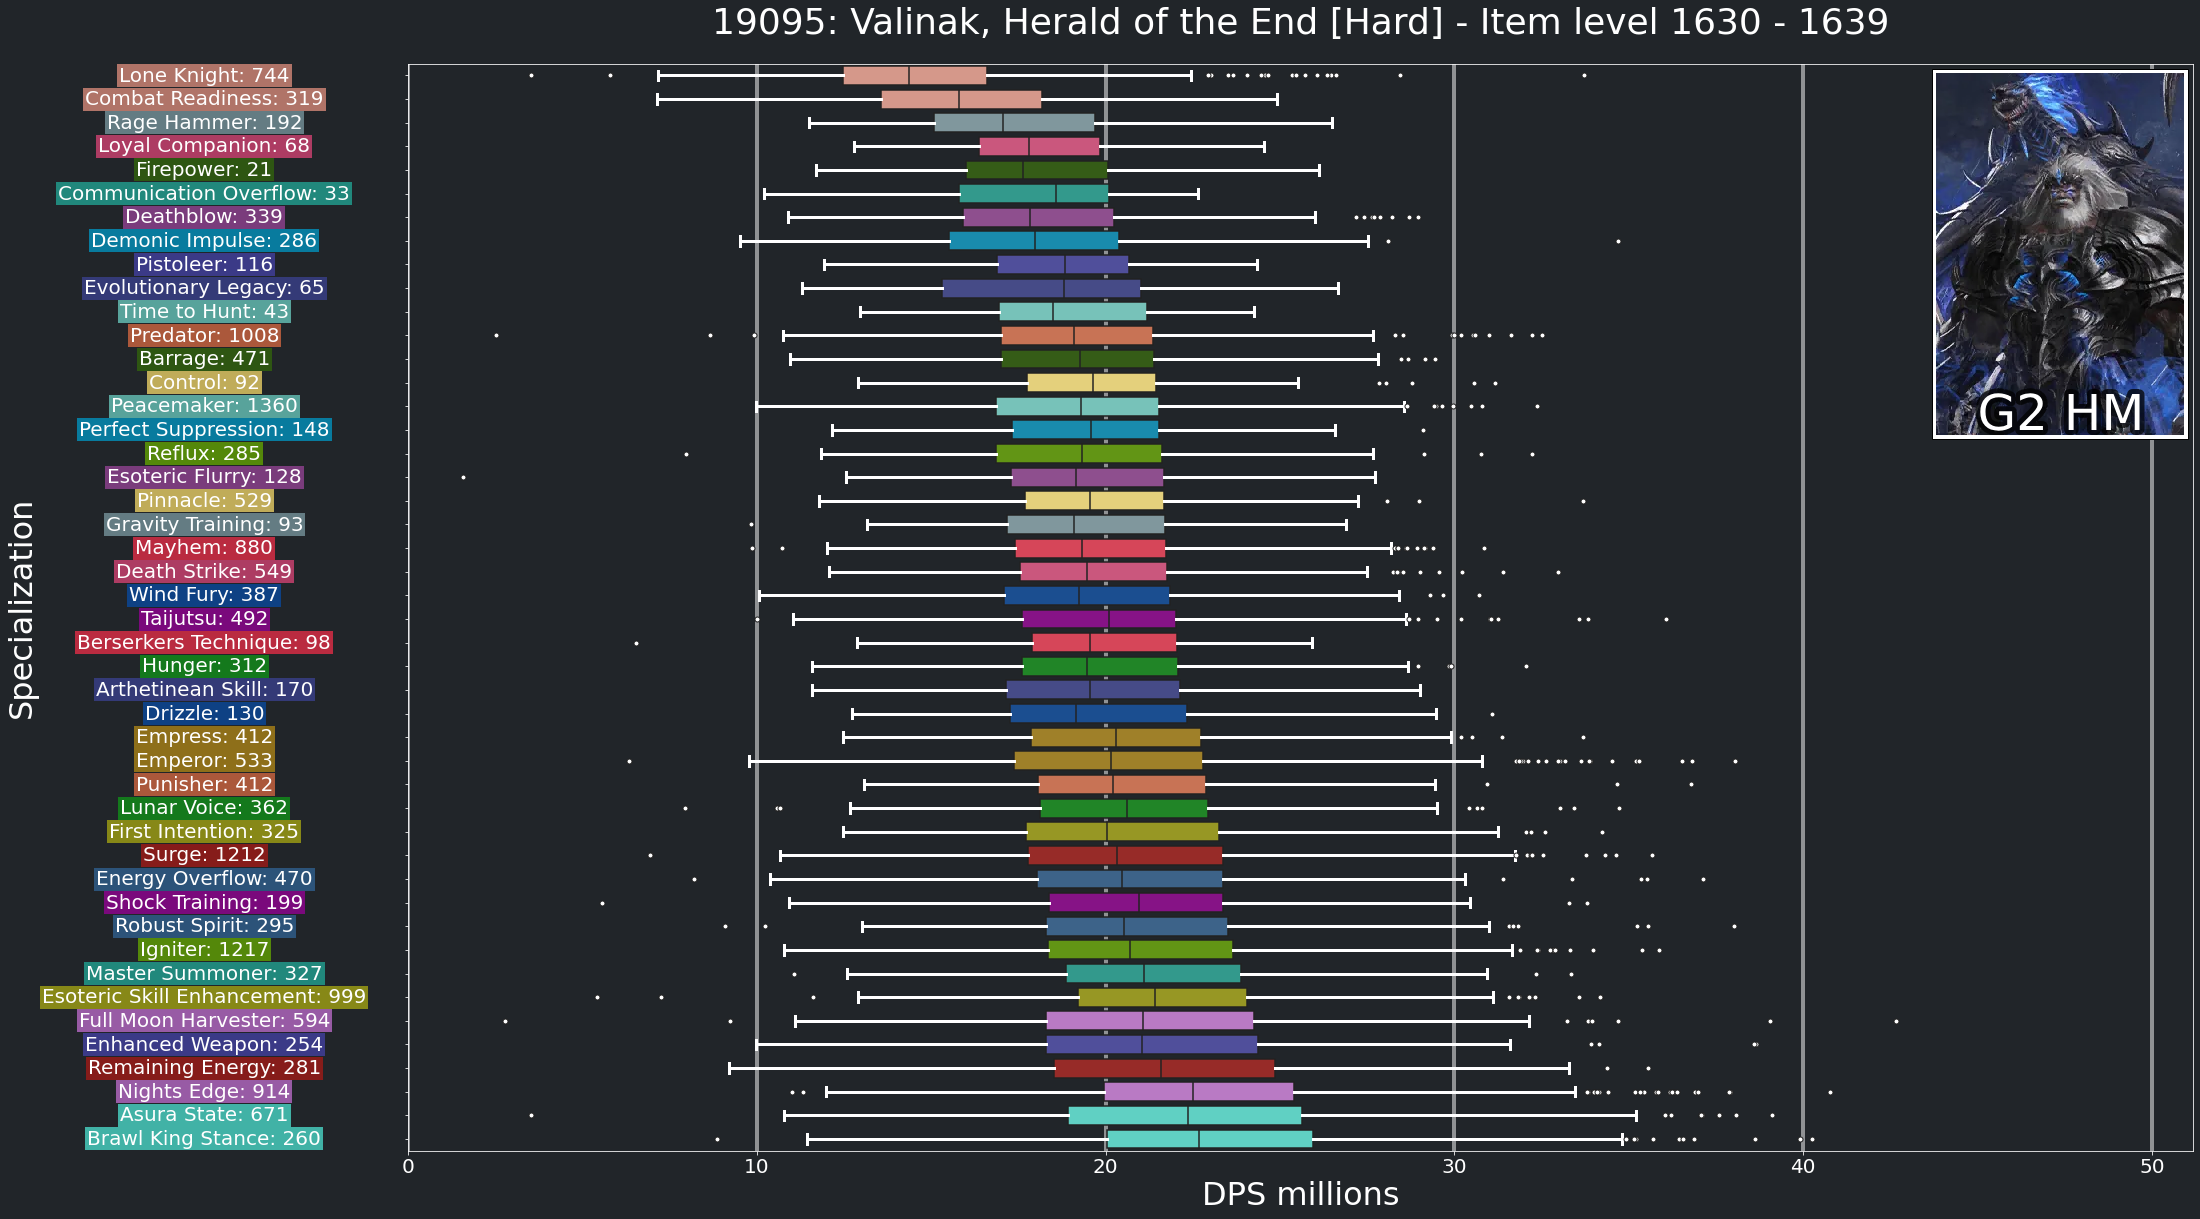 19095: Valinak, Herald of the End [Hard] - Item level 1630 - 1639
Specialization
Lone Knight: 744
Combat Readiness: 319
Rage Hammer: 192
Loyal Companion: 68
Firepower: 21
Communication Overflow: 33
Deathblow: 339
Demonic Impulse: 286
Pistoleer: 116
Evolutionary Legacy: 65
Time to Hunt: 43
Predator: 1008
Barrage: 471
Control: 92
Peacemaker: 1360
Perfect Suppression: 148
Reflux: 285
Esoteric Flurry: 128
Pinnacle: 529
Gravity Training: 93
Mayhem: 880
Death Strike: 549
Wind Fury: 387
Taijutsu: 492
Berserkers Technique: 98
Hunger: 312
Arthetinean Skill: 170
Drizzle: 130
Empress: 412
Emperor: 533
Punisher: 412
Lunar Voice: 362
First Intention: 325
Surge: 1212
Energy Overflow: 470
Shock Training: 199
Robust Spirit: 295
Igniter: 1217
Master Summoner: 327
Esoteric Skill Enhancement: 999
Full Moon Harvester: 594
Enhanced Weapon: 254
Remaining Energy: 281
Nights Edge: 914
Asura State: 671
Brawl King Stance: 260
G2 HM
0 10 20 30 40 50
DPS millions